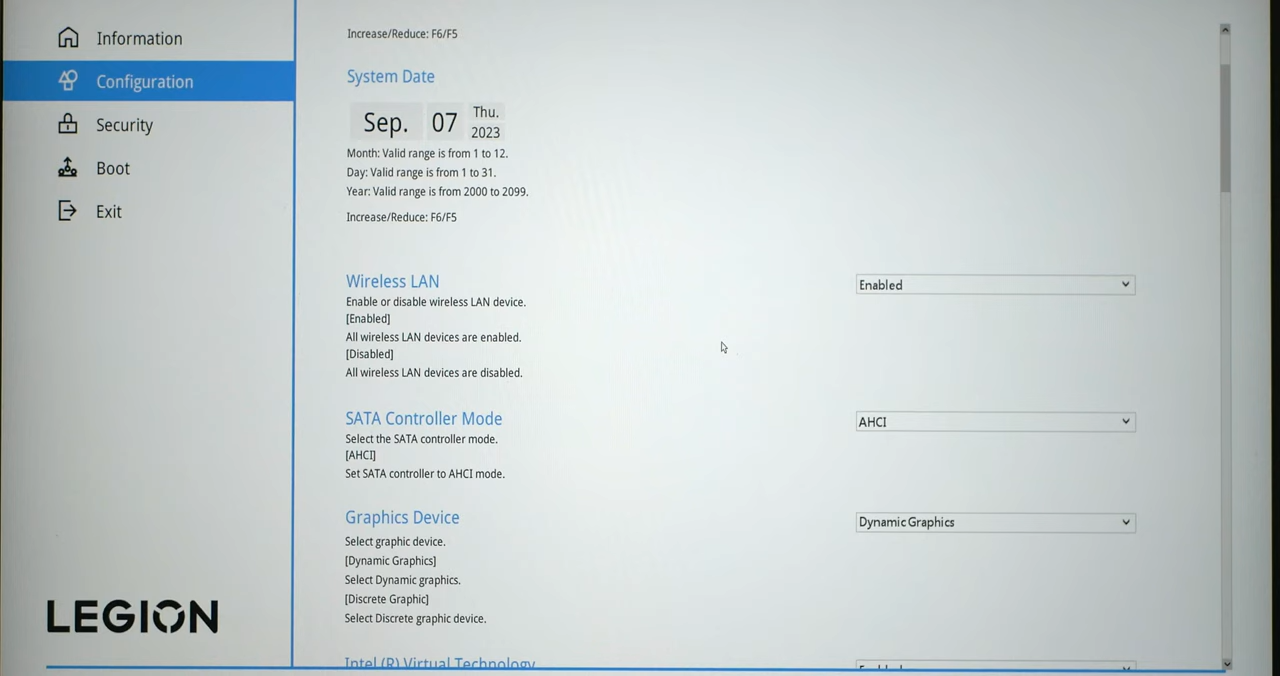 Information
Configuration
Security
Boot
Exit
LEGION
Increase/Reduce: F6/F5
System Date
Sep. 07 Thu. 2023
Month: Valid range is from 1 to 12.
Day: Valid range is from 1 to 31.
Year: Valid range is from 2000 to 2099.
Increase/Reduce: F6/F5
Wireless LAN Enabled
Enable or disable wireless LAN device.
[Enabled]
All wireless LAN devices are enabled.
[Disabled]
All wireless LAN devices are disabled.
SATA Controller Mode AHCI
Select the SATA controller mode.
[AHCI]
Set SATA controller to AHCI mode.
Graphics Device Dynamic Graphics
Select graphic device.
[Dynamic Graphics]
Select Dynamic graphics.
[Discrete Graphic]
Select Discrete graphic device.
Intel (R) Virtual Technology